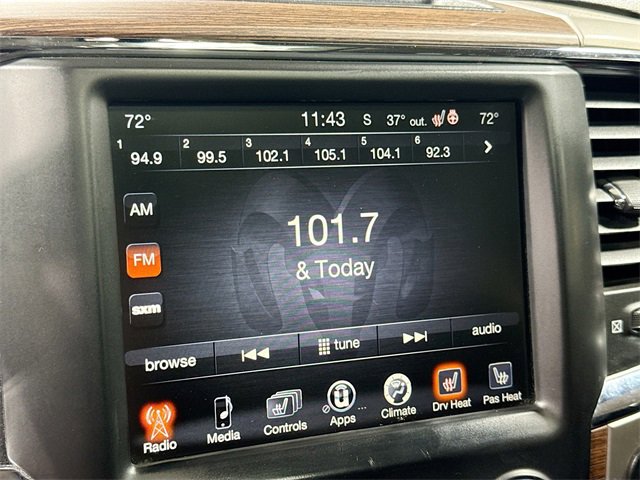 72° 11:43 S 37° out. 72°
1 94.9 2 99.5 3 102.1 4 105.1 5 104.1 6 92.3
AM
101.7
FM
& Today
sxm
browse tune audio
Radio Media Controls Apps Climate Drv Heat Pas Heat